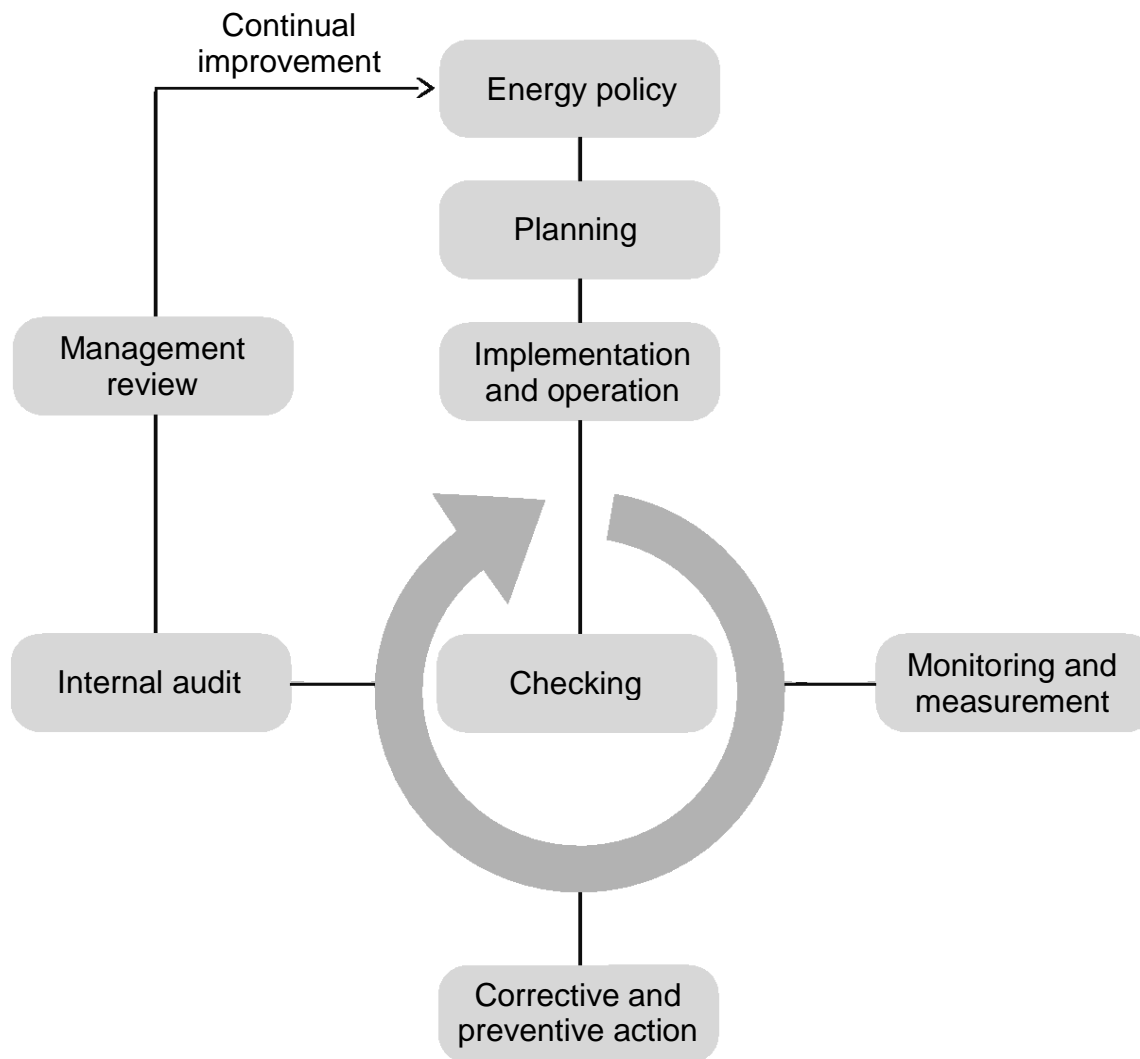 Continual
improvement
Energy policy
Planning
Management
review
Implementation
and operation
Internal audit
Checking
Monitoring and
measurement
Corrective and
preventive action